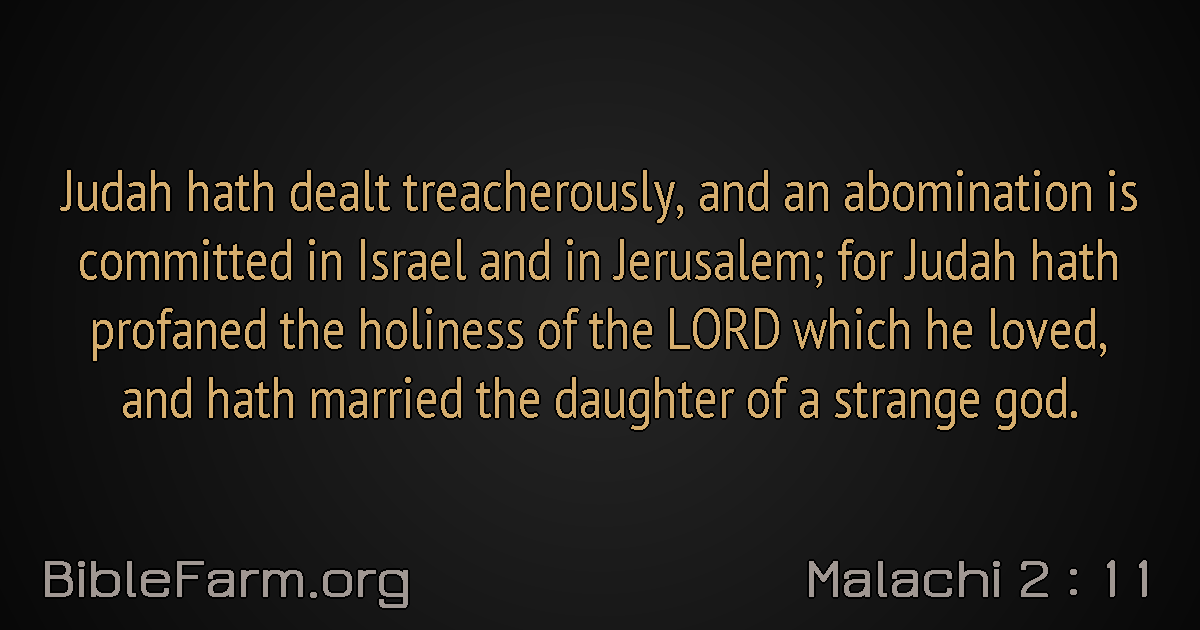 Judah hath dealt treacherously, and an abomination is
committed in Israel and in Jerusalem; for Judah hath
profaned the holiness of the LORD which he loved,
and hath married the daughter of a strange god.
BibleFarm.org
Malachi 2 : 11